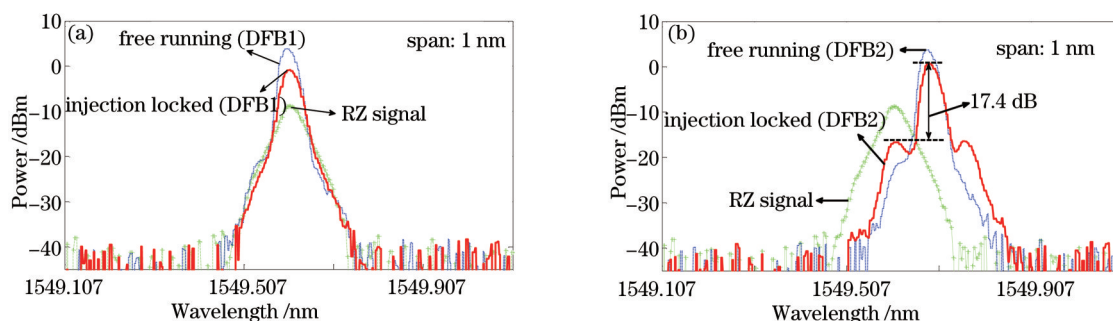 (a)
free running (DFB1)
span: 1 nm
injection locked (DFB1)
RZ signal
Power /dBm
10
0
−10
−20
−30
−40
1549.107
1549.507
1549.907
Wavelength /nm
(b)
free running (DFB2)
span: 1 nm
17.4 dB
injection locked (DFB2)
RZ signal
Power /dBm
10
0
−10
−20
−30
−40
1549.107
1549.507
1549.907
Wavelength /nm